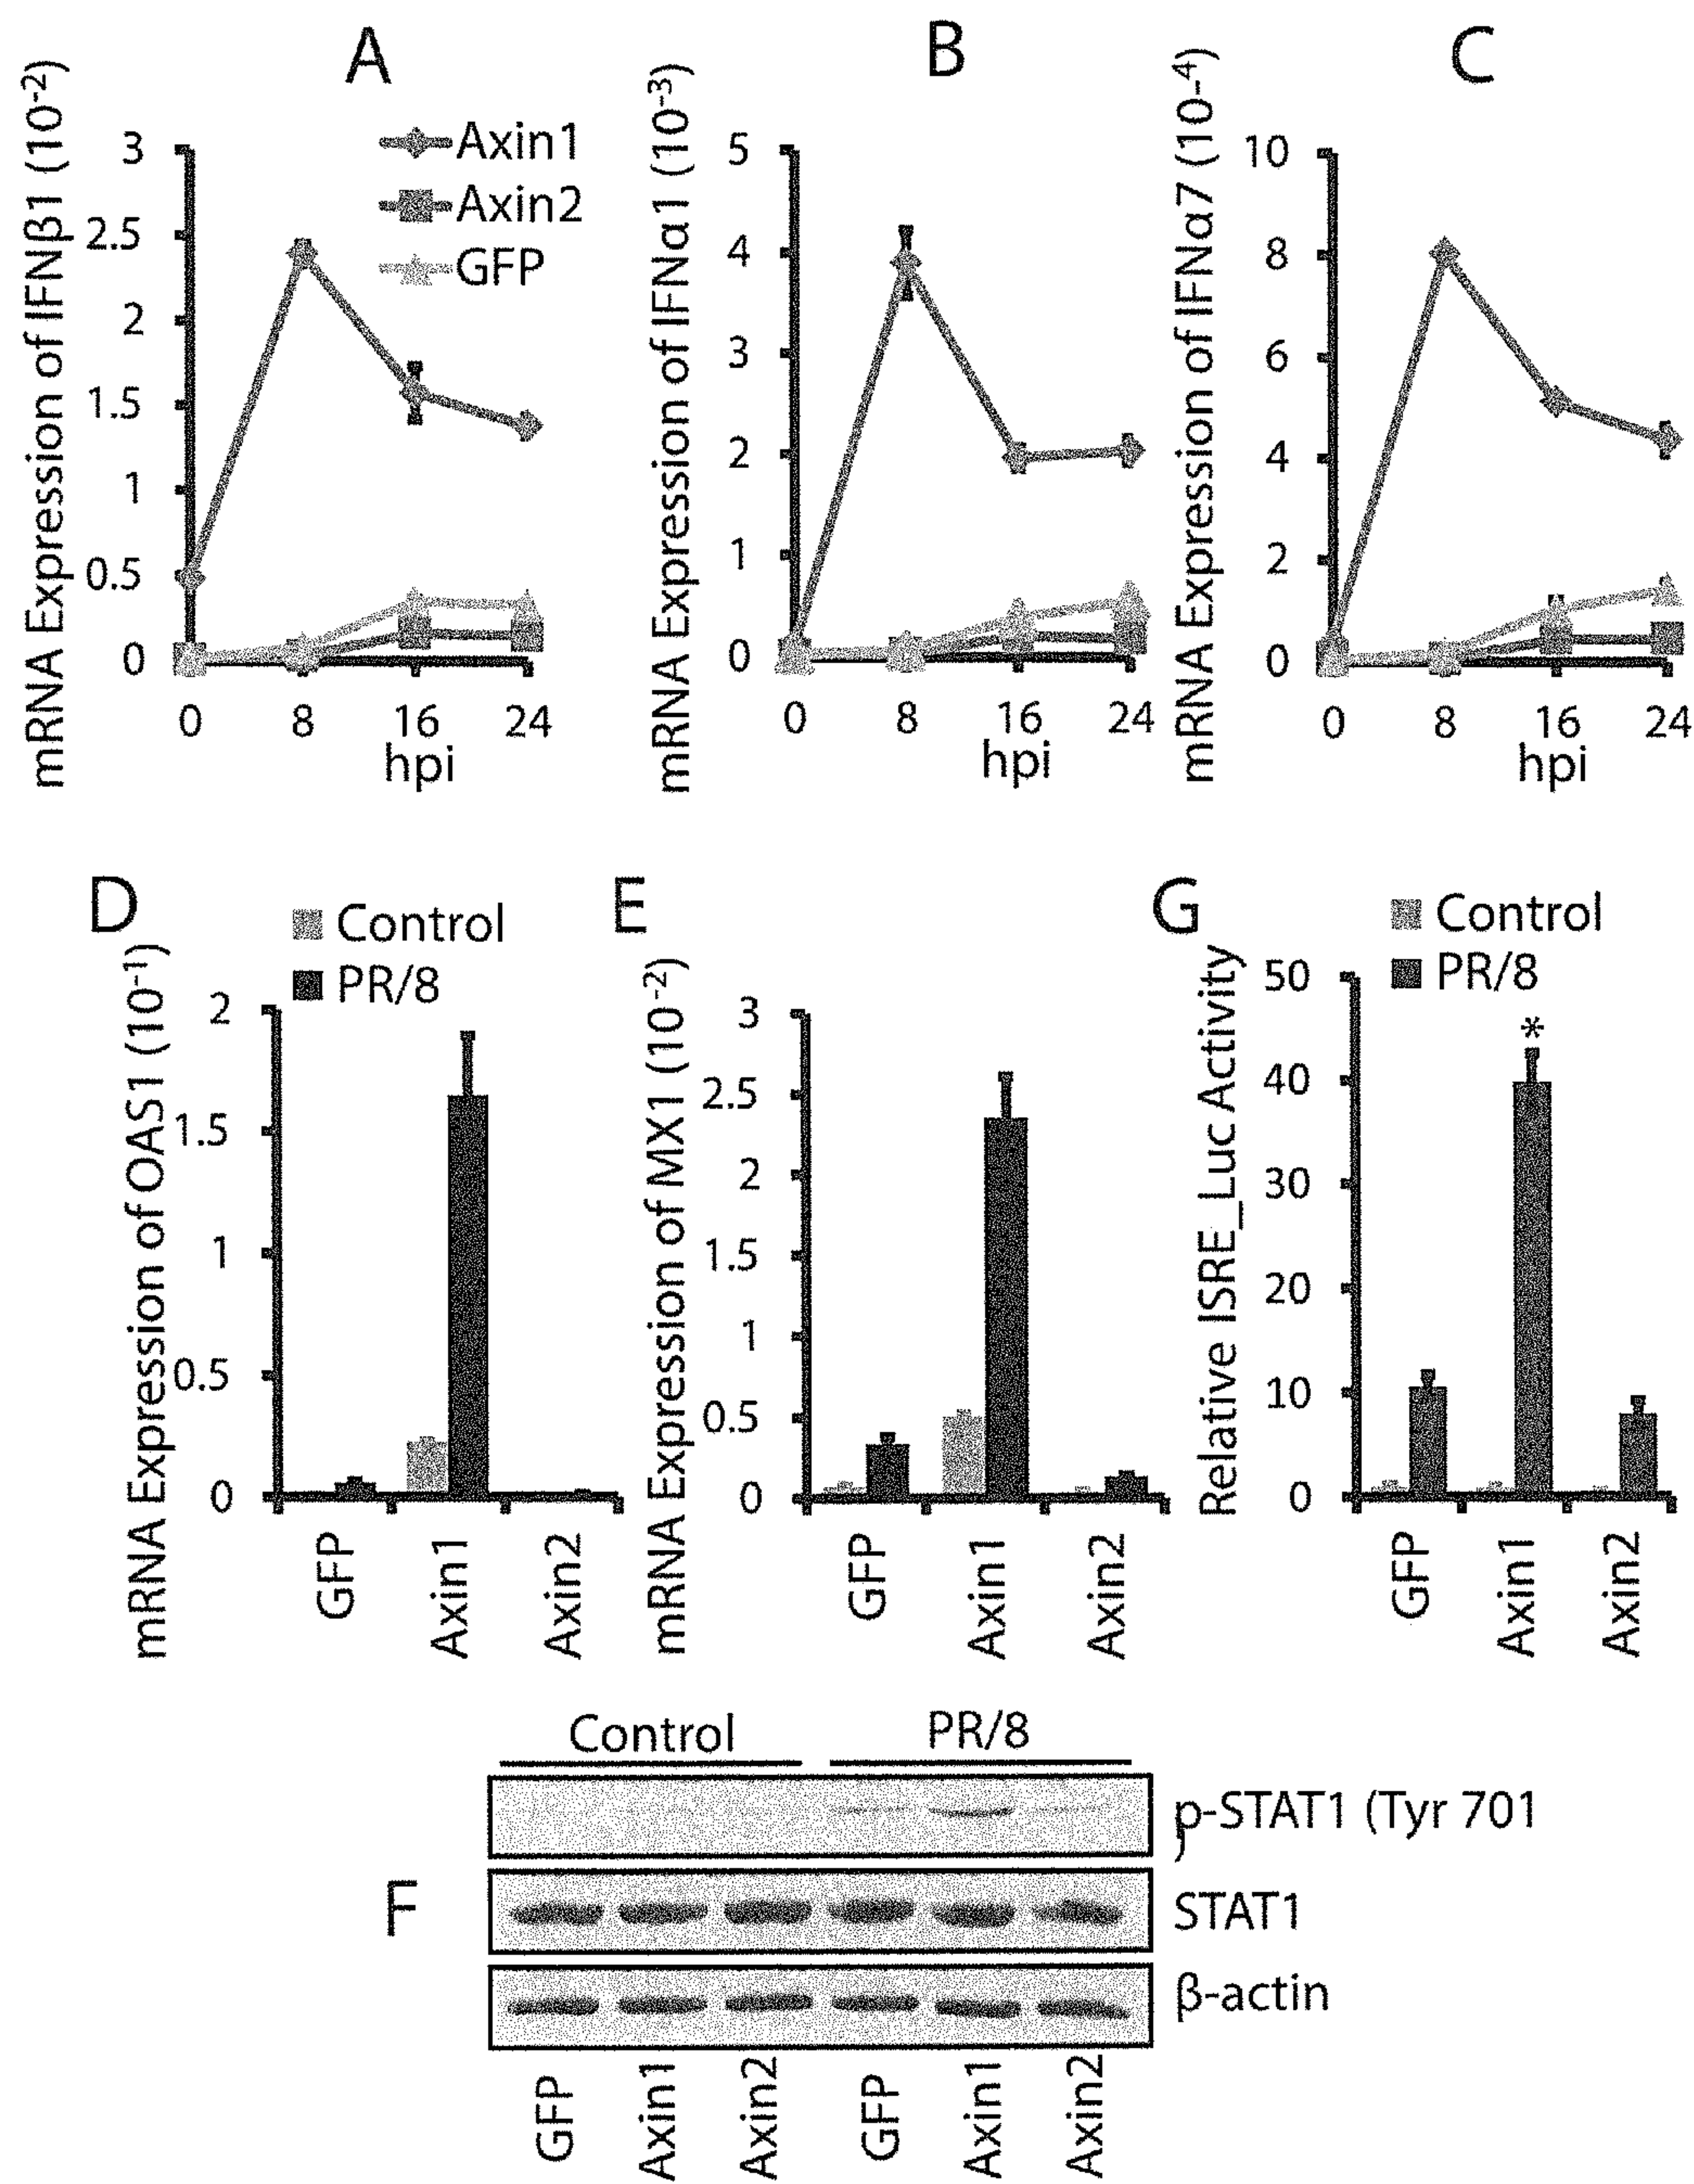 A
B
C
mRNA Expression of IFNβ1 (10-2)
3
2.5
2
1.5
1
0.5
0
Axin1
Axin2
GFP
0 8 16 24
hpi
mRNA Expression of IFNα1 (10-3)
5
4
3
2
1
0
0 8 16 24
hpi
mRNA Expression of IFNα7 (10-4)
10
8
6
4
2
0
0 8 16 24
hpi
D
Control
PR/8
mRNA Expression of OAS1 (10-1)
2
1.5
1
0.5
0
GFP
Axin1
Axin2
E
mRNA Expression of MX1 (10-2)
3
2.5
2
1.5
1
0.5
0
GFP
Axin1
Axin2
G
Control
PR/8
Relative ISRE_Luc Activity
50
40
30
20
10
0
*
GFP
Axin1
Axin2
Control PR/8
p-STAT1 (Tyr 701
)
F
STAT1
β-actin
GFP
Axin1
Axin2
GFP
Axin1
Axin2